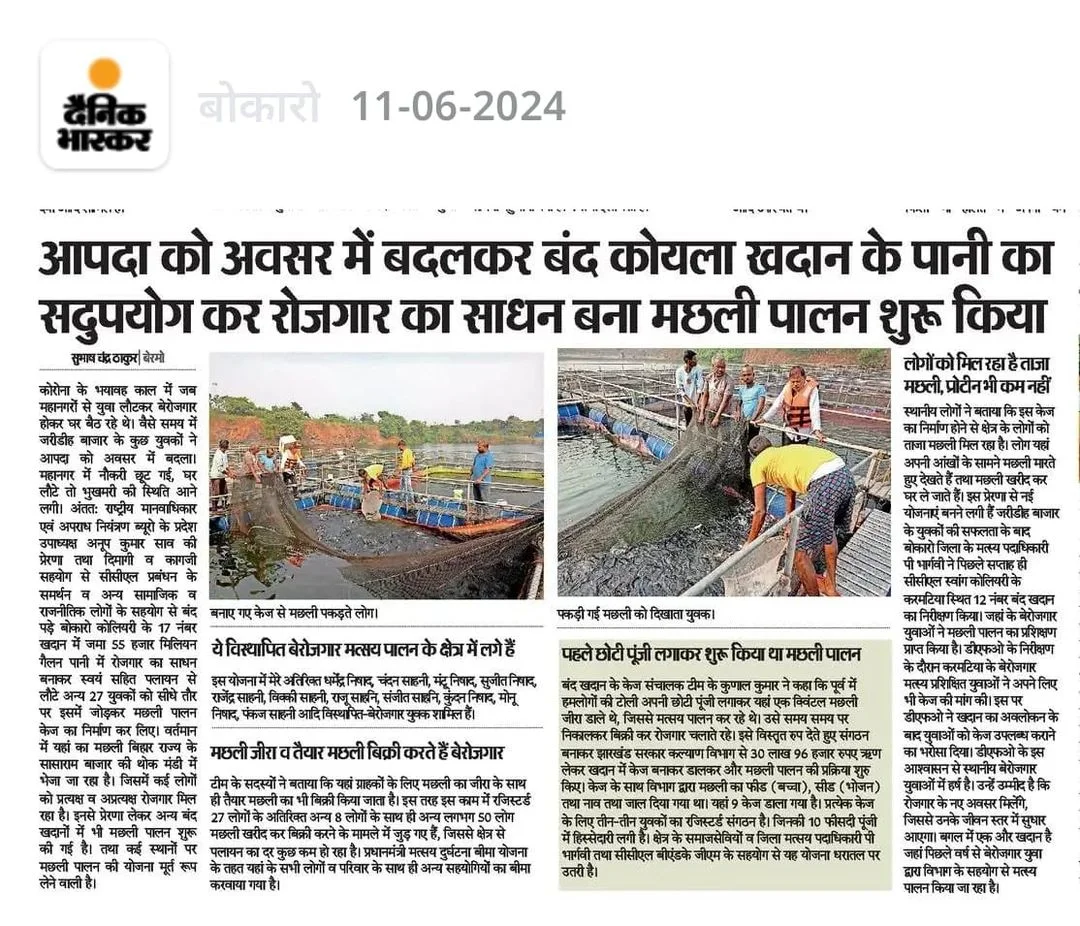 दैनिक
भास्कर
बोकारो 11-06-2024
आपदा को अवसर में बदलकर बंद कोयला खदान के पानी का
सदुपयोग कर रोजगार का साधन बना मछली पालन शुरू किया
सुभाष चंद्र ठाकुर| बेरमो
कोरोना के भयावह काल में जब
महानगरों से युवा लौटकर बेरोजगार
होकर घर बैठ रहे थे। वैसे समय में
जरीडीह बाजार के कुछ युवकों ने
आपदा को अवसर में बदला।
महानगर में नौकरी छूट गई, घर
लौटे तो भुखमरी की स्थिति आने
लगी। अंतत: राष्ट्रीय मानवाधिकार
एवं अपराध नियंत्रण ब्यूरो के प्रदेश
उपाध्यक्ष अनूप कुमार साव की
प्रेरणा तथा दिमागी व कागजी
सहयोग से सीसीएल प्रबंधन के
समर्थन व अन्य सामाजिक व
राजनीतिक लोगों के सहयोग से बंद
पड़े बोकारो कोलियरी के 17 नंबर
खदान में जमा 55 हजार मिलियन
गैलन पानी में रोजगार का साधन
बनाकर स्वयं सहित पलायन से
लौटे अन्य 27 युवकों को सीधे तौर
पर इसमें जोड़कर मछली पालन
केज का निर्माण कर लिए। वर्तमान
में यहां का मछली बिहार राज्य के
सासाराम बाजार की थोक मंडी में
भेजा जा रहा है। जिसमें कई लोगों
को प्रत्यक्ष व अप्रत्यक्ष रोजगार मिल
रहा है। इनसे प्रेरणा लेकर अन्य बंद
खदानों में भी मछली पालन शुरू
की गई है। तथा कई स्थानों पर
मछली पालन की योजना मूर्त रूप
लेने वाली है।
बनाए गए केज से मछली पकड़ते लोग।
ये विस्थापित बेरोजगार मत्सय पालन के क्षेत्र में लगे हैं
इस योजना में मेरे अतिरिक्त धर्मेंद्र निषाद, चंदन साहनी, मंटू निषाद, सुजीत निषाद,
राजेंद्र साहनी, विक्की साहनी, राजू साहनि, संजीत साहनि, कुंदन निषाद, मोनू
निषाद, पंकज साहनी आदि विस्थापित-बेरोजगार युवक शामिल हैं।
मछली जीरा व तैयार मछली बिक्री करते हैं बेरोजगार
टीम के सदस्यों ने बताया कि यहां ग्राहकों के लिए मछली का जीरा के साथ
ही तैयार मछली का भी बिक्री किया जाता है। इस तरह इस काम में रजिस्टर्ड
27 लोगों के अतिरिक्त अन्य 8 लोगों के साथ ही अन्य लगभग 50 लोग
मछली खरीद कर बिक्री करने के मामले में जुड़ गए हैं, जिससे क्षेत्र से
पलायन का दर कुछ कम हो रहा है। प्रधानमंत्री मत्सय दुर्घटना बीमा योजना
के तहत यहां के सभी लोगों व परिवार के साथ ही अन्य सहयोगियों का बीमा
करवाया गया है।
पकड़ी गई मछली को दिखाता युवक।
पहले छोटी पूंजी लगाकर शुरू किया था मछली पालन
बंद खदान के केज संचालक टीम के कुणाल कुमार ने कहा कि पूर्व में
हमलोगों की टोली अपनी छोटी पूंजी लगाकर यहां एक क्विंटल मछली
जीरा डाले थे, जिससे मत्सय पालन कर रहे थे। उसे समय समय पर
निकालकर बिक्री कर रोजगार चलाते रहे। इसे विस्तृत रुप देते हुए संगठन
बनाकर झारखंड सरकार कल्याण विभाग से 30 लाख 96 हजार रुपए ऋण
लेकर खदान में केज बनाकर डालकर और मछली पालन की प्रक्रिया शुरु
किए। केज के साथ विभाग द्वारा मछली का फीड (बच्चा), सीड (भोजन)
तथा नाव तथा जाल दिया गया था। यहां 9 केज डाला गया है। प्रत्येक केज
के लिए तीन-तीन युवकों का रजिस्टर्ड संगठन है। जिनकी 10 फीसदी पूंजी
में हिस्सेदारी लगी है। क्षेत्र के समाजसेवियों व जिला मत्सय पदाधिकारी पी
भार्गवी तथा सीसीएल बीएंडके जीएम के सहयोग से यह योजना धरातल पर
उतरी है।
लोगों को मिल रहा है ताजा
मछली, प्रोटीन भी कम नहीं
स्थानीय लोगों ने बताया कि इस केज
का निर्माण होने से क्षेत्र के लोगों को
ताजा मछली मिल रहा है। लोग यहां
अपनी आंखों के सामने मछली मारते
हुए देखते हैं तथा मछली खरीद कर
घर ले जाते हैं। इस प्रेरणा से नई
योजनाएं बनने लगी हैं जरीडीह बाजार
के युवकों की सफलता के बाद
बोकारो जिला के मत्स्य पदाधिकारी
पी भार्गवी ने पिछले सप्ताह ही
सीसीएल स्वांग कोलियरी के
करमटिया स्थित 12 नंबर बंद खदान
का निरीक्षण किया। जहां के बेरोजगार
युवाओं ने मछली पालन का प्रशिक्षण
प्राप्त किया है। डीएफओ के निरीक्षण
के दौरान करमटिया के बेरोजगार
मत्स्य प्रशिक्षित युवाओं ने अपने लिए
भी केज की मांग की। इस पर
डीएफओ ने खदान का अवलोकन के
बाद युवाओं को केज उपलब्ध कराने
का भरोसा दिया। डीएफओ के इस
आश्वासन से स्थानीय बेरोजगार
युवाओं में हर्ष है। उन्हें उम्मीद है कि
रोजगार के नए अवसर मिलेंगे,
जिससे उनके जीवन स्तर में सुधार
आएगा। बगल में एक और खदान है
जहां पिछले वर्ष से बेरोजगार युवा
द्वारा विभाग के सहयोग से मत्स्य
पालन किया जा रहा है।